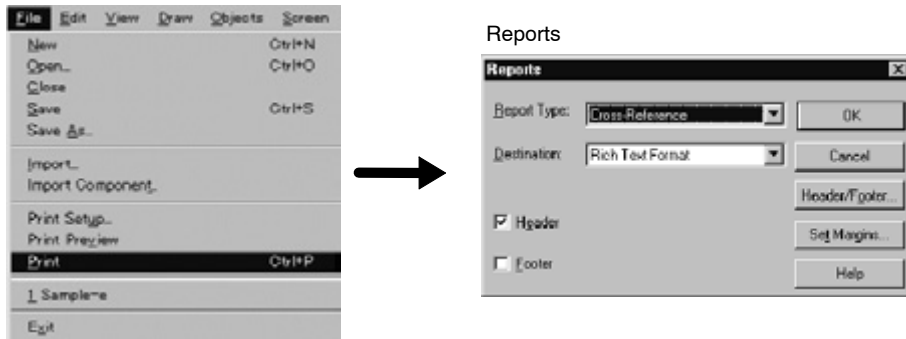 File Edit View Draw Objects Screen
New Ctrl+N
Open... Ctrl+O
Close
Save Ctrl+S
Save As...
Import...
Import Component...
Print Setup...
Print Preview
Print Ctrl+P
1 Sample~e
Exit
Reports
Reports
Report Type: Cross-Reference OK
Destination: Rich Text Format Cancel
Header/Footer...
Header
Set Margins...
Footer
Help